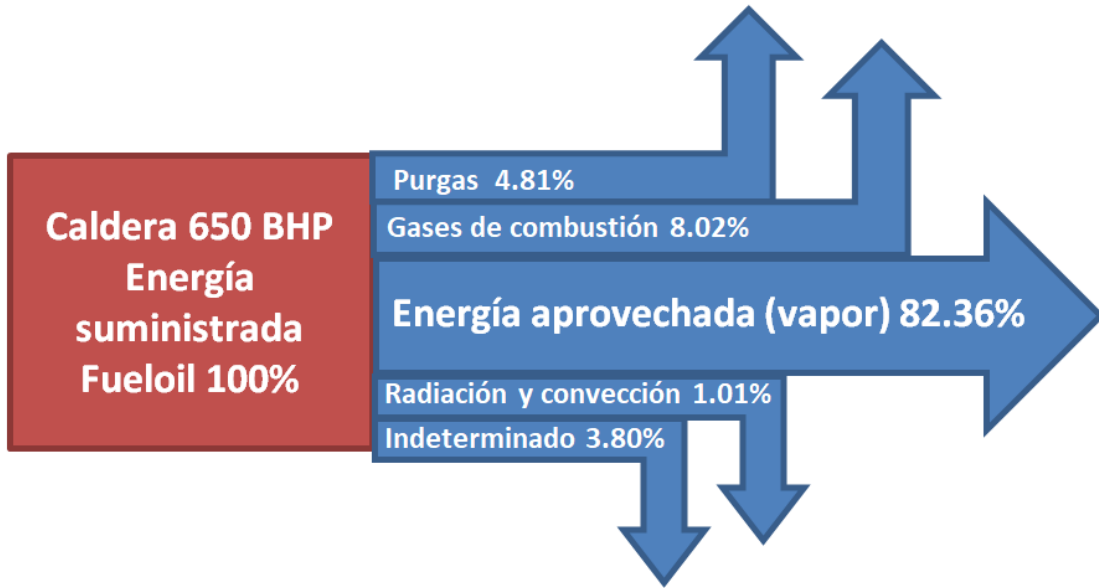 Caldera 650 BHP
Energía
suministrada
Fueloil 100%
Purgas 4.81%
Gases de combustión 8.02%
Energía aprovechada (vapor) 82.36%
Radiación y convección 1.01%
Indeterminado 3.80%